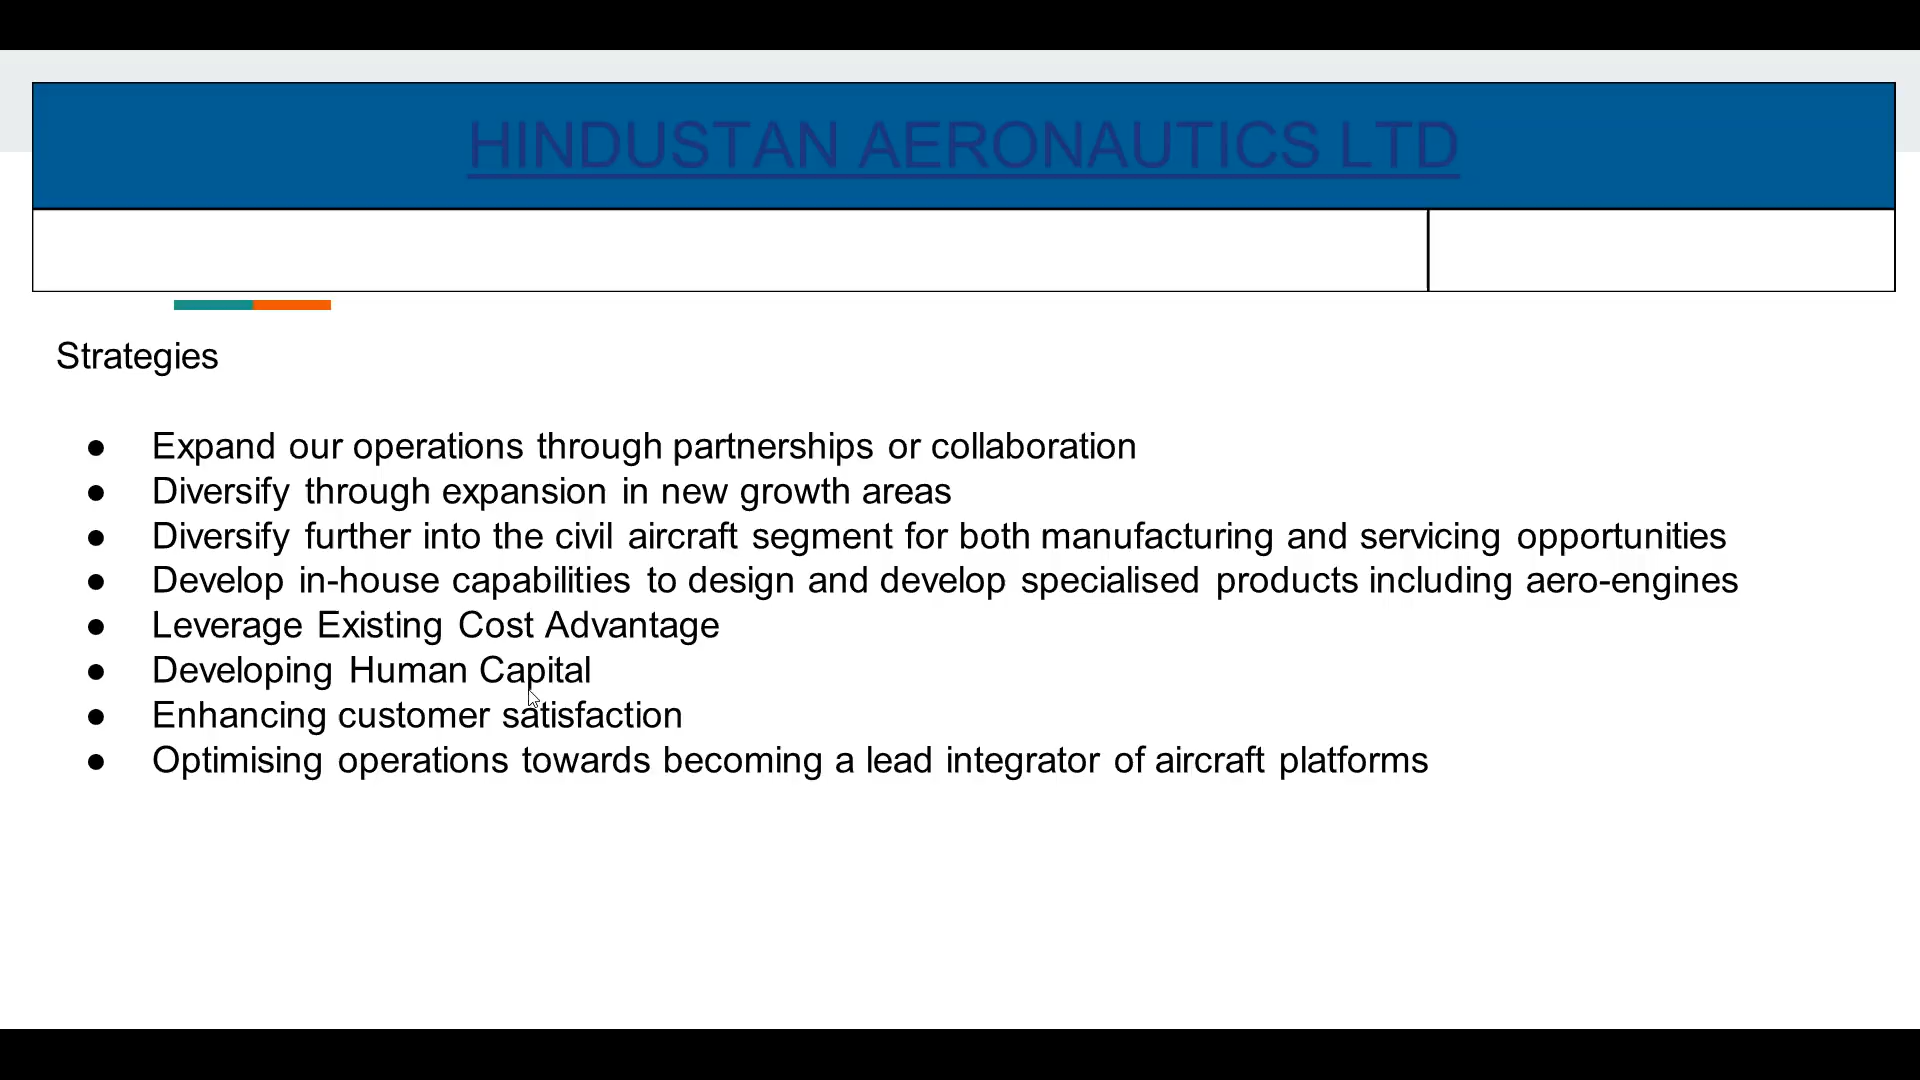 HINDUSTAN AERONAUTICS LTD
Strategies
● Expand our operations through partnerships or collaboration
● Diversify through expansion in new growth areas
● Diversify further into the civil aircraft segment for both manufacturing and servicing opportunities
● Develop in-house capabilities to design and develop specialised products including aero-engines
● Leverage Existing Cost Advantage
● Developing Human Capital
● Enhancing customer satisfaction
● Optimising operations towards becoming a lead integrator of aircraft platforms